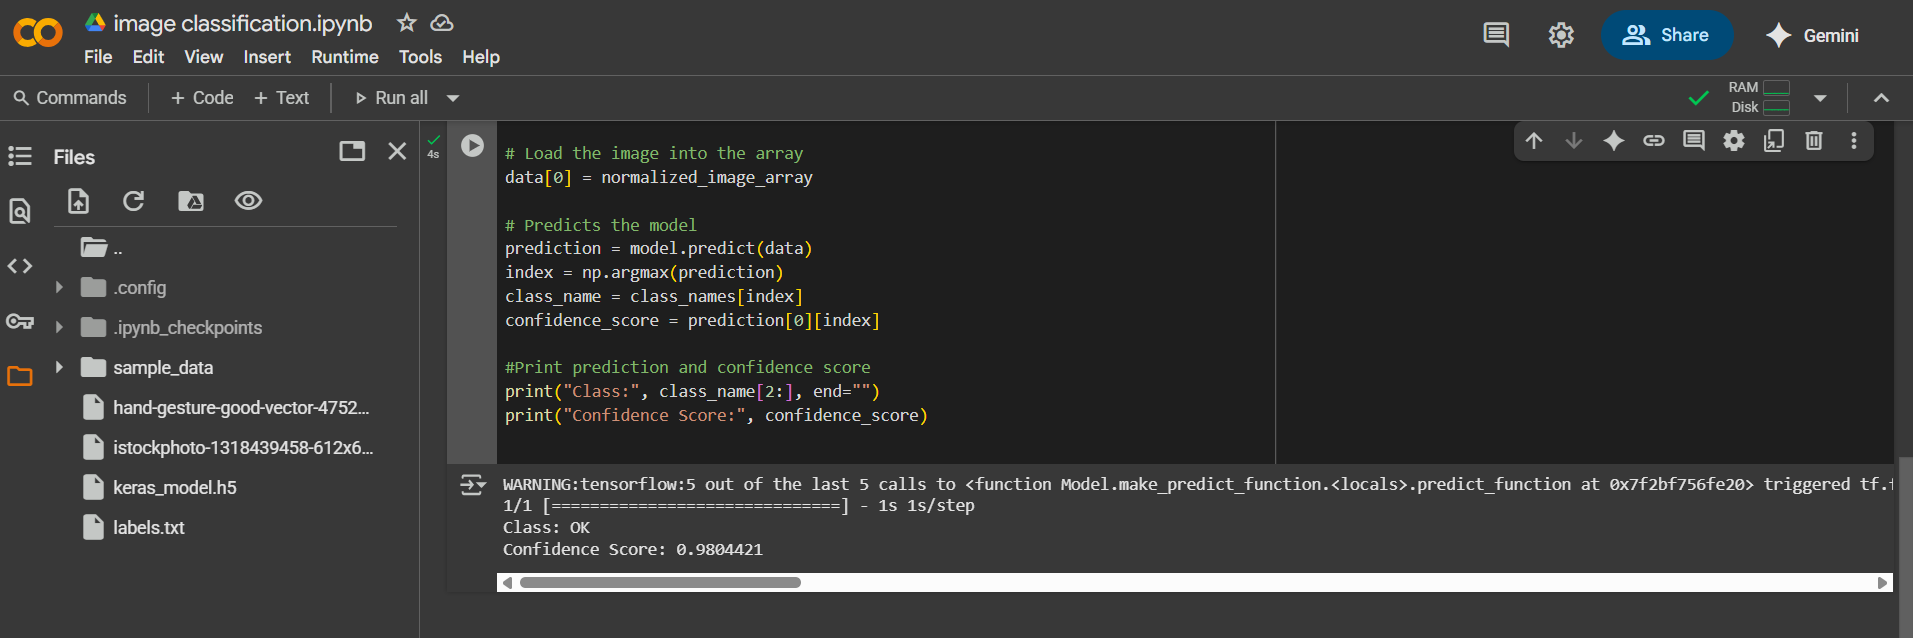 image classification.ipynb
File Edit View Insert Runtime Tools Help
Share
Gemini
Commands + Code + Text Run all
RAM
Disk
Files
..
.config
.ipynb_checkpoints
sample_data
hand-gesture-good-vector-4752...
istockphoto-1318439458-612x6...
keras_model.h5
labels.txt
4s
# Load the image into the array
data[0] = normalized_image_array
# Predicts the model
prediction = model.predict(data)
index = np.argmax(prediction)
class_name = class_names[index]
confidence_score = prediction[0][index]
#Print prediction and confidence score
print("Class:", class_name[2:], end="")
print("Confidence Score:", confidence_score)
WARNING:tensorflow:5 out of the last 5 calls to <function Model.make_predict_function.<locals>.predict_function at 0x7f2bf756fe20> triggered tf.f
1/1 [==============================] - 1s 1s/step
Class: OK
Confidence Score: 0.9804421